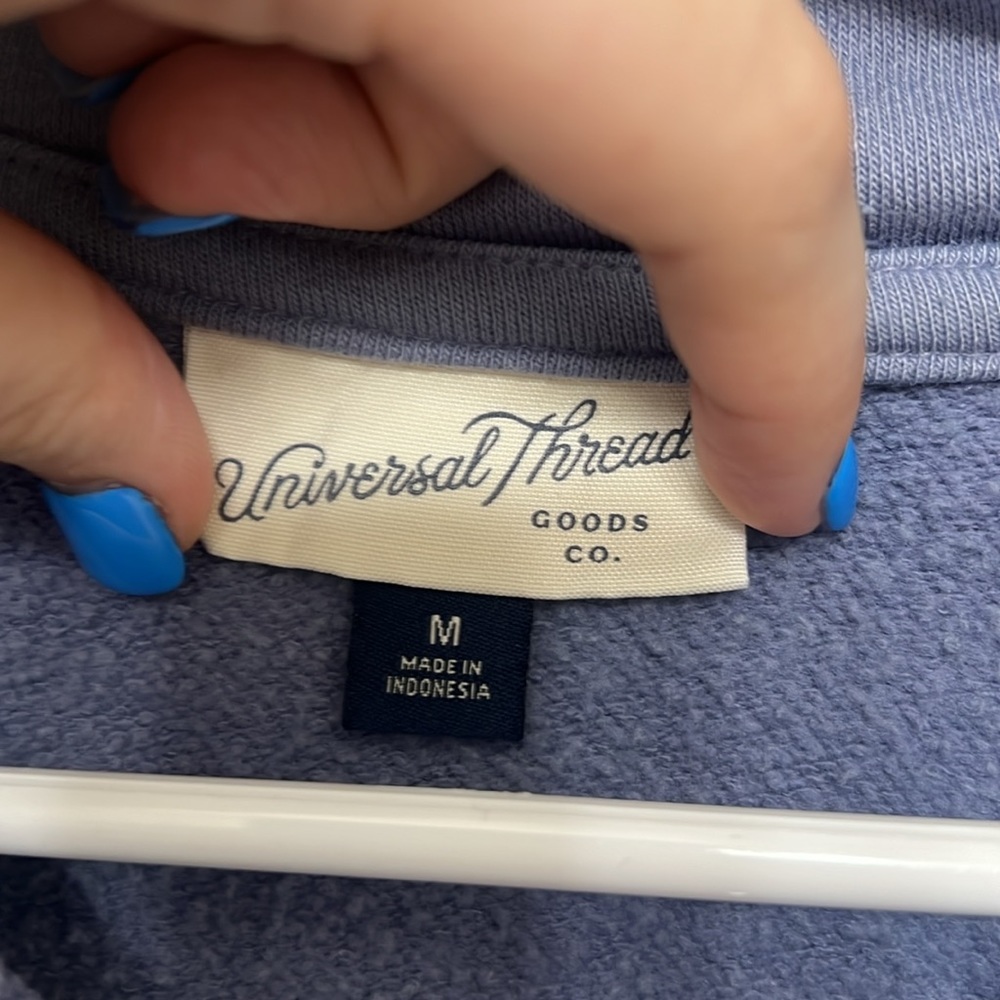 Universal Thread
GOODS
CO.
M
MADE IN
INDONESIA